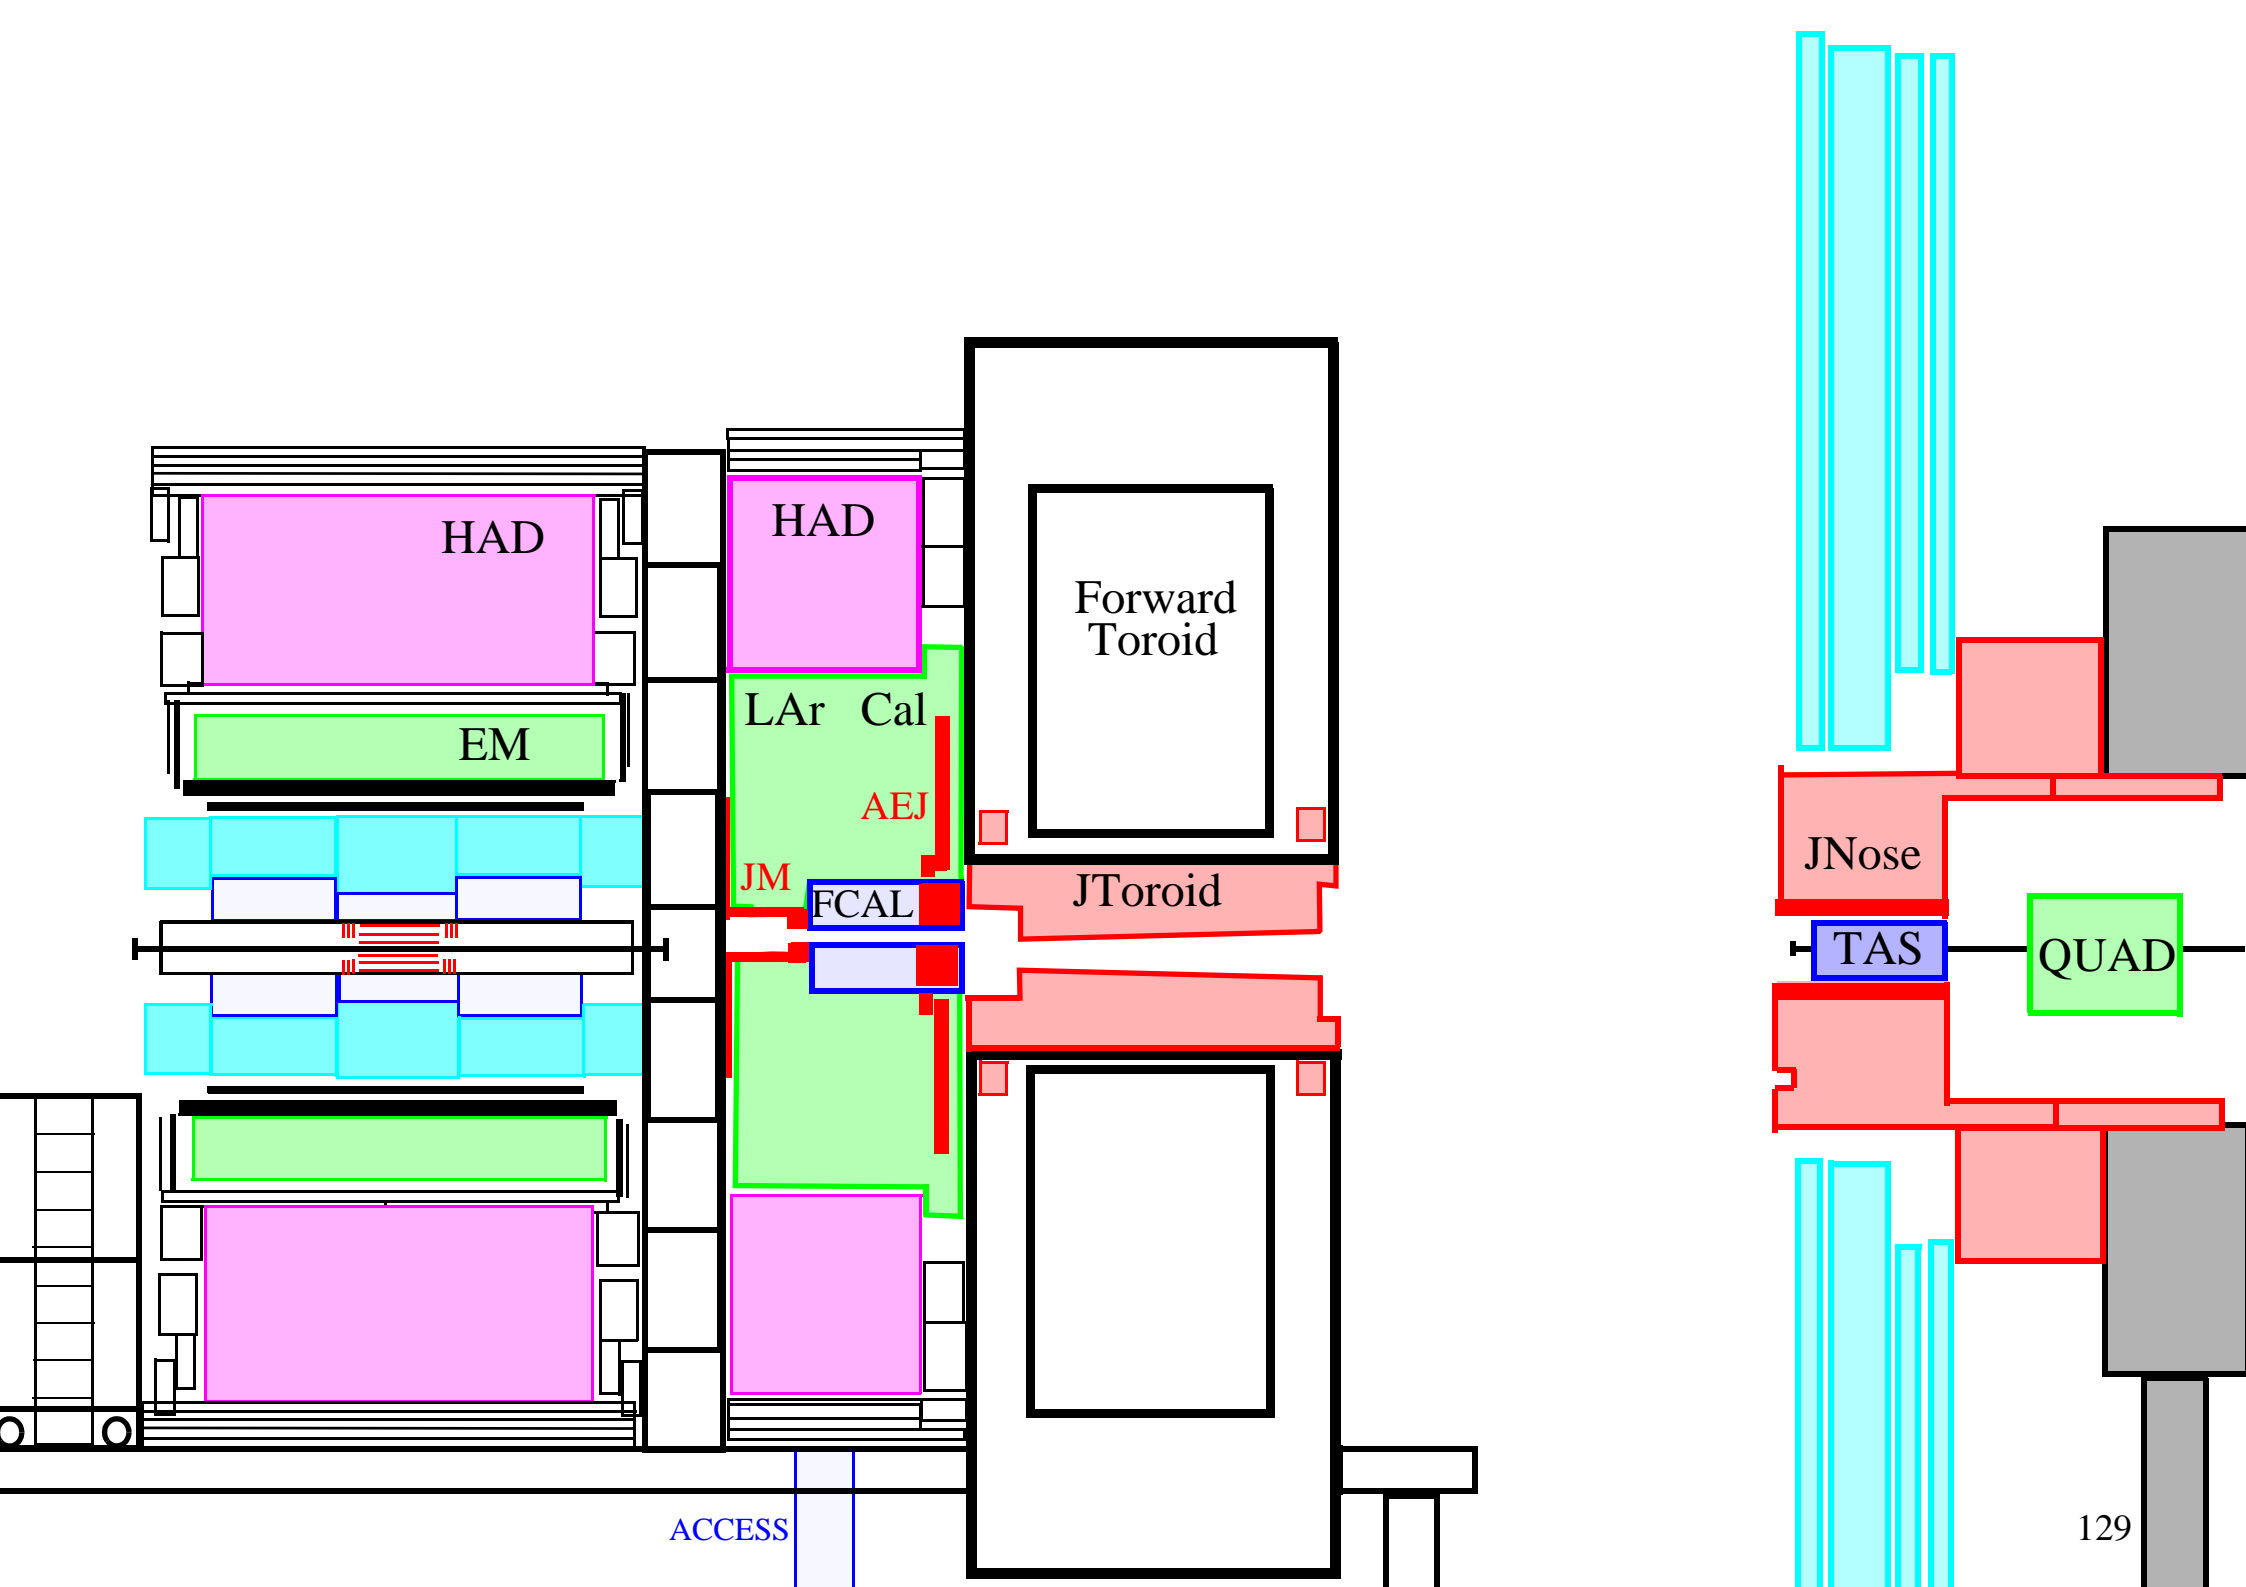 HAD
HAD
Forward
Toroid
LAr Cal
EM
AEJ
JM
FCAL
JToroid
JNose
TAS
QUAD
ACCESS
129